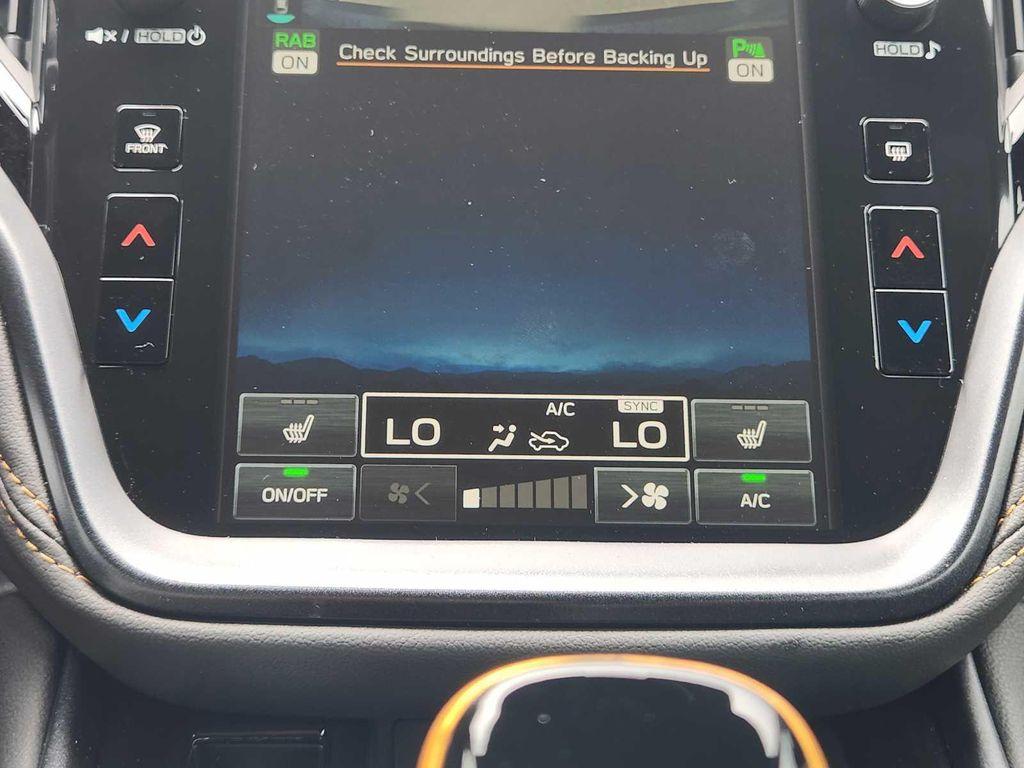 / HOLD
RAB
ON
Check Surroundings Before Backing Up
P
ON
HOLD
FRONT
A/C
SYNC
LO
LO
ON/OFF
A/C